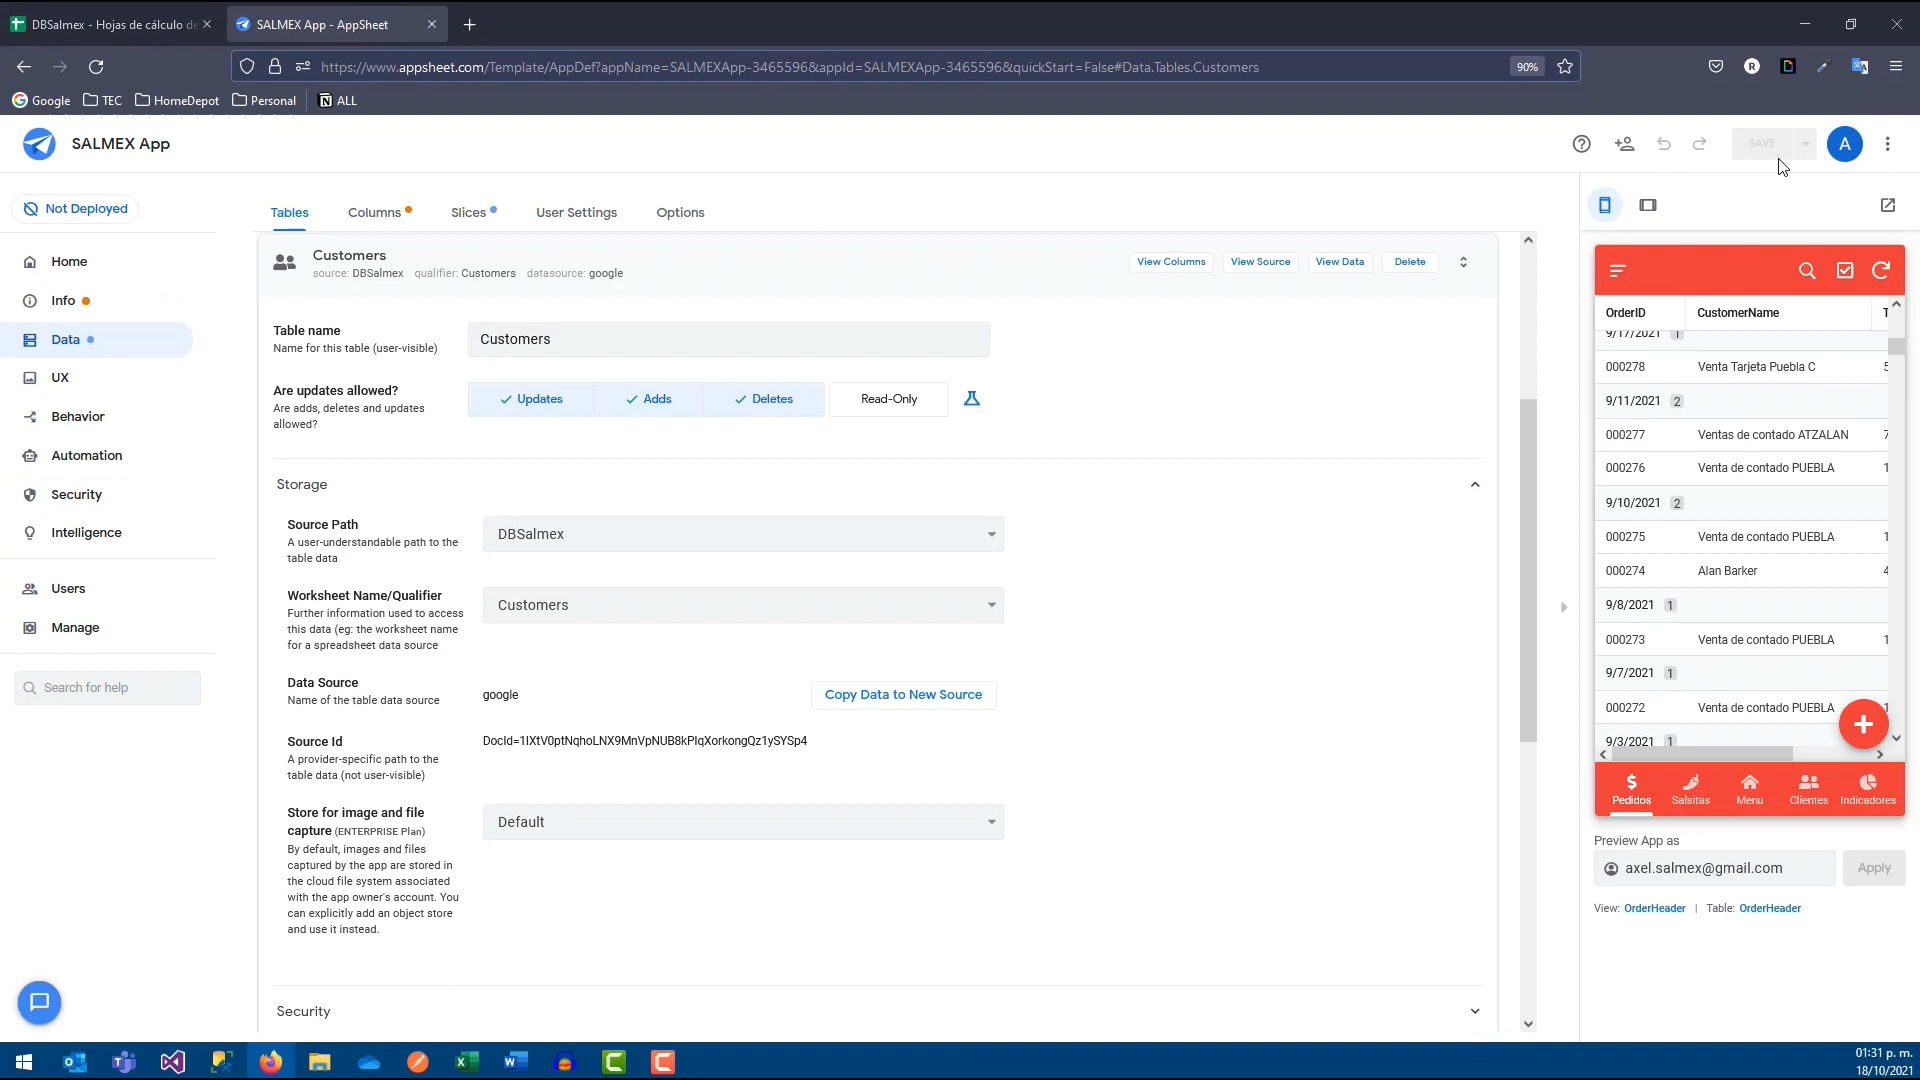 DBSalmex - Hojas de cálculo de
SALMEX App - AppSheet
https://www.appsheet.com/Template/AppDef?appName=SALMEXApp-3465596&appId=SALMEXApp-3465596&quickStart=False#Data.Tables.Customers
90%
R
Google
TEC
HomeDepot
Personal
ALL
SALMEX App
SAVE
A
Not Deployed
Home
Info
Data
UX
Behavior
Automation
Security
Intelligence
Users
Manage
Search for help
Tables
Columns
Slices
User Settings
Options
Customers
source: DBSalmex qualifier: Customers datasource: google
View Columns
View Source
View Data
Delete
Table name
Name for this table (user-visible)
Customers
Are updates allowed?
Are adds, deletes and updates
allowed?
Updates
Adds
Deletes
Read-Only
Storage
Source Path
A user-understandable path to the
table data
DBSalmex
Worksheet Name/Qualifier
Further information used to access
this data (eg: the worksheet name
for a spreadsheet data source
Customers
Data Source
Name of the table data source
google
Copy Data to New Source
Source Id
A provider-specific path to the
table data (not user-visible)
Store for image and file
capture (ENTERPRISE Plan)
By default, images and files
captured by the app are stored in
the cloud file system associated
with the app owner's account. You
can explicitly add an object store
and use it instead.
Default
Security
OrderID CustomerName T
9/17/2021 1
000278 Venta Tarjeta Puebla C 5
9/11/2021 2
000277 Ventas de contado ATZALAN 7
000276 Venta de contado PUEBLA 1
9/10/2021 2
000275 Venta de contado PUEBLA 1
000274 Alan Barker 4
9/8/2021 1
000273 Venta de contado PUEBLA 1
9/7/2021 1
000272 Venta de contado PUEBLA
9/3/2021 1
Pedidos
Salsitas
Menu
Clientes
Indicadores
Preview App as
axel.salmex@gmail.com
Apply
View: OrderHeader | Table: OrderHeader
01:31 p. m.
18/10/2021